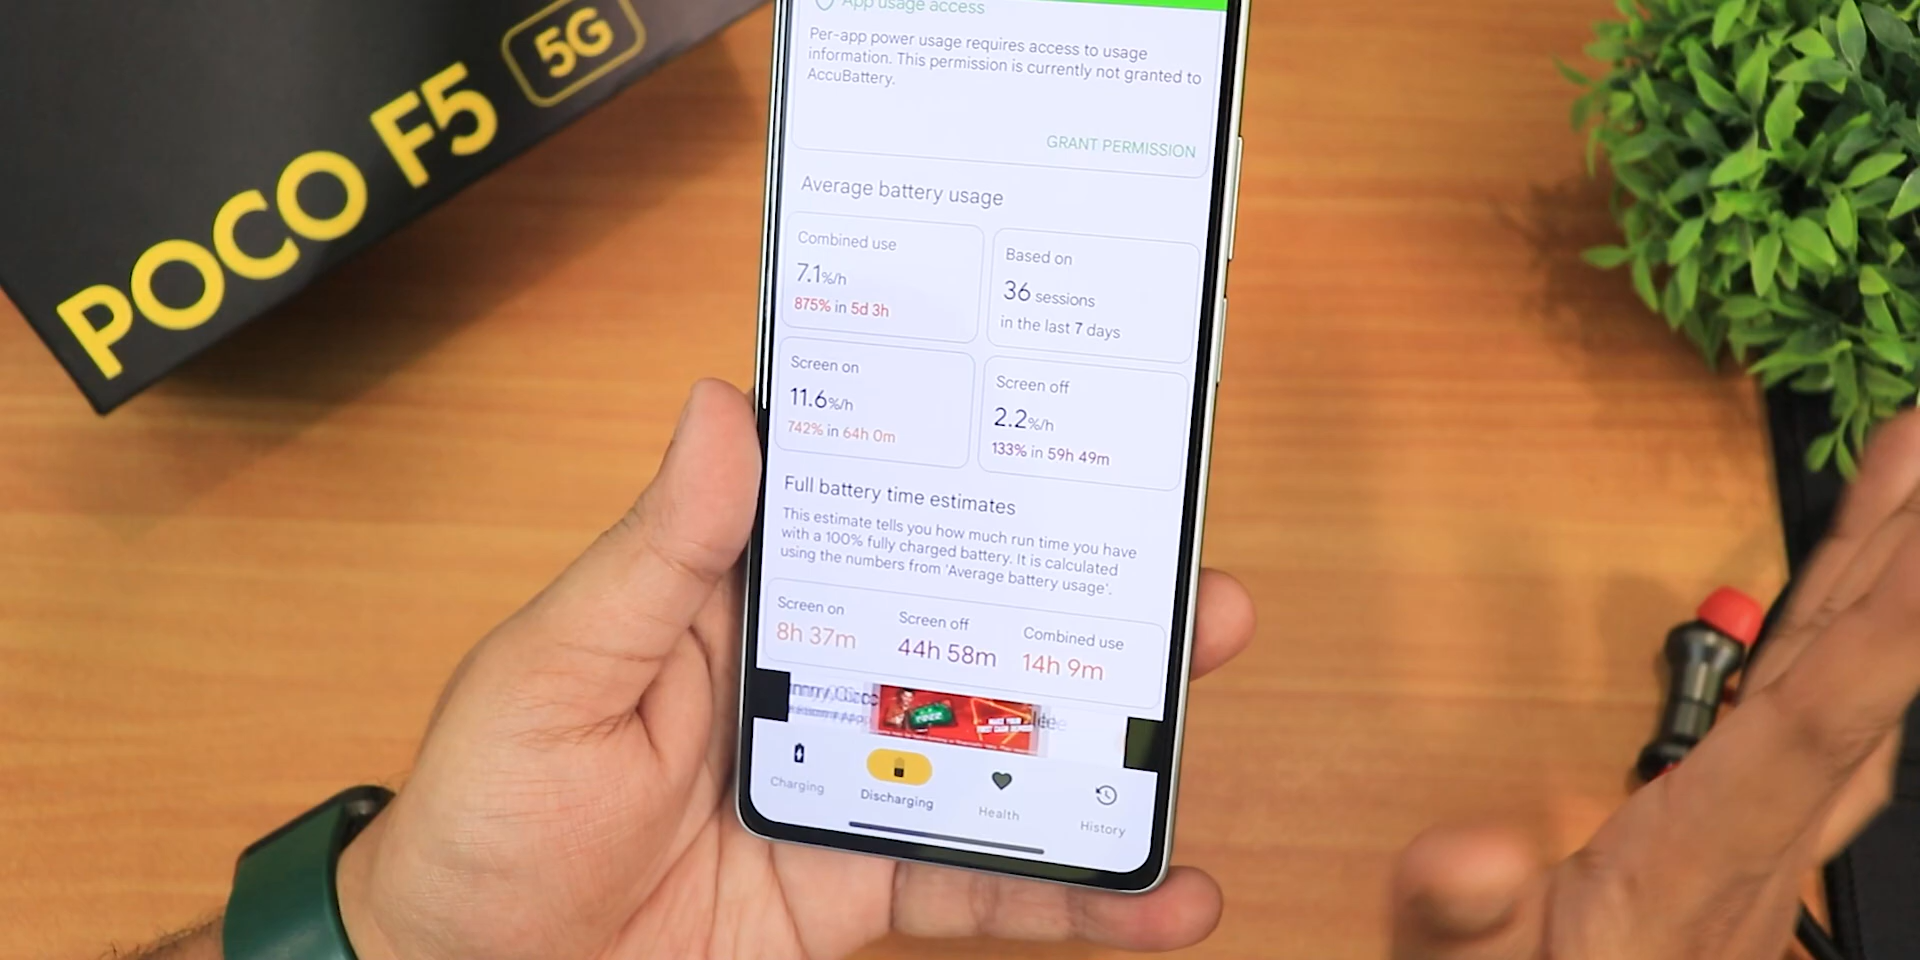 POCO F5 5G
App usage access
Per-app power usage requires access to usage
information. This permission is currently not granted to
AccuBattery.
GRANT PERMISSION
Average battery usage
Combined use
7.1%/h
875% in 5d 3h
Based on
36 sessions
in the last 7 days
Screen on
11.6%/h
742% in 64h 0m
Screen off
2.2%/h
133% in 59h 49m
Full battery time estimates
This estimate tells you how much run time you have
with a 100% fully charged battery. It is calculated
using the numbers from 'Average battery usage'.
Screen on
8h 37m
Screen off
44h 58m
Combined use
14h 9m
MAKE YOUR
FIRST CASH DEPOSIT
Charging
Discharging
Health
History